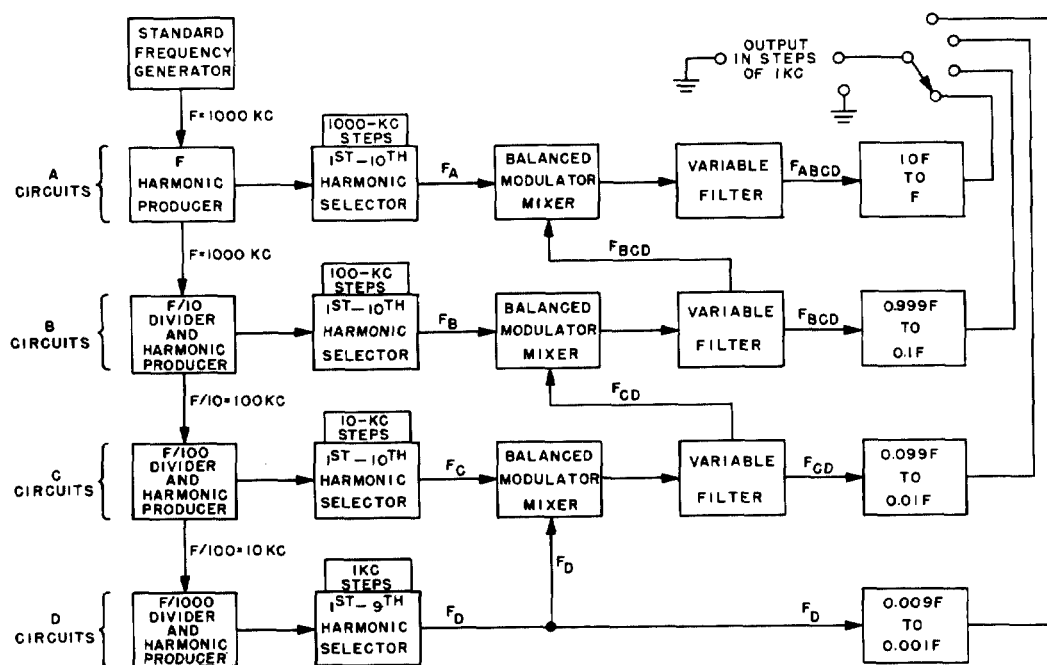 STANDARD
FREQUENCY
GENERATOR
OUTPUT
IN STEPS
OF 1KC
F=1000 KC
A
CIRCUITS
F
HARMONIC
PRODUCER
1000-KC
STEPS
1ST-10TH
HARMONIC
SELECTOR
FA
BALANCED
MODULATOR
MIXER
VARIABLE
FILTER
FABCD
10F
TO
F
F=1000 KC
FBCD
B
CIRCUITS
F/10
DIVIDER
AND
HARMONIC
PRODUCER
100-KC
STEPS
1ST-10TH
HARMONIC
SELECTOR
FB
BALANCED
MODULATOR
MIXER
VARIABLE
FILTER
FBCD
0.999F
TO
0.1F
F/10=100KC
FCD
C
CIRCUITS
F/100
DIVIDER
AND
HARMONIC
PRODUCER
10-KC
STEPS
1ST-10TH
HARMONIC
SELECTOR
FC
BALANCED
MODULATOR
MIXER
VARIABLE
FILTER
FCD
0.099F
TO
0.01F
F/100=10KC
FD
D
CIRCUITS
F/1000
DIVIDER
AND
HARMONIC
PRODUCER
1KC
STEPS
1ST-9TH
HARMONIC
SELECTOR
FD
FD
0.009F
TO
0.001F